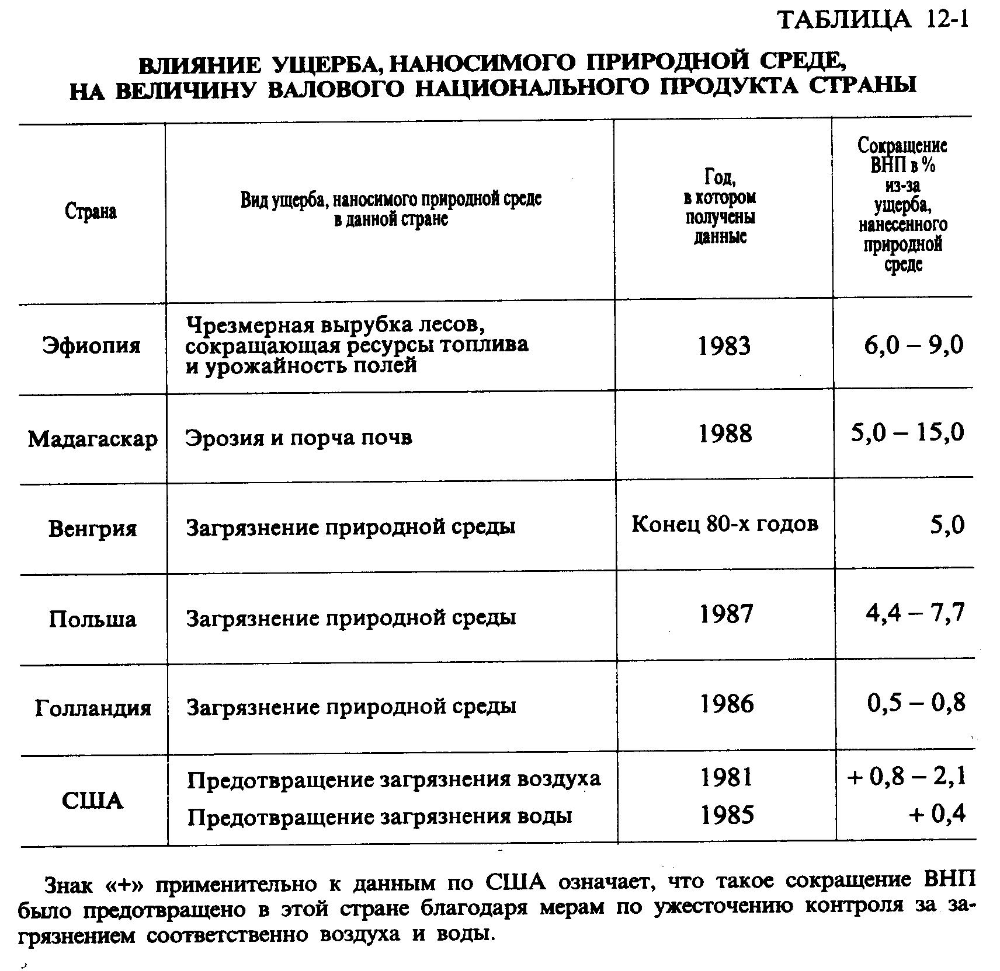 ТАБЛИЦА 12-1
ВЛИЯНИЕ УЩЕРБА, НАНОСИМОГО ПРИРОДНОЙ СРЕДЕ,
НА ВЕЛИЧИНУ ВАЛОВОГО НАЦИОНАЛЬНОГО ПРОДУКТА СТРАНЫ
Страна
Вид ущерба, наносимого природной среде
в данной стране
Год,
в котором
получены
данные
Сокращение
ВНП в %
из-за
ущерба,
нанесенного
природной
среде
Эфиопия
Чрезмерная вырубка лесов,
сокращающая ресурсы топлива
и урожайность полей
1983
6,0 – 9,0
Мадагаскар
Эрозия и порча почв
1988
5,0 – 15,0
Венгрия
Загрязнение природной среды
Конец 80-х годов
5,0
Польша
Загрязнение природной среды
1987
4,4 – 7,7
Голландия
Загрязнение природной среды
1986
0,5 – 0,8
США
Предотвращение загрязнения воздуха
1981
+ 0,8 – 2,1
Предотвращение загрязнения воды
1985
+ 0,4
Знак «+» применительно к данным по США означает, что такое сокращение ВНП
было предотвращено в этой стране благодаря мерам по ужесточению контроля за за-
грязнением соответственно воздуха и воды.